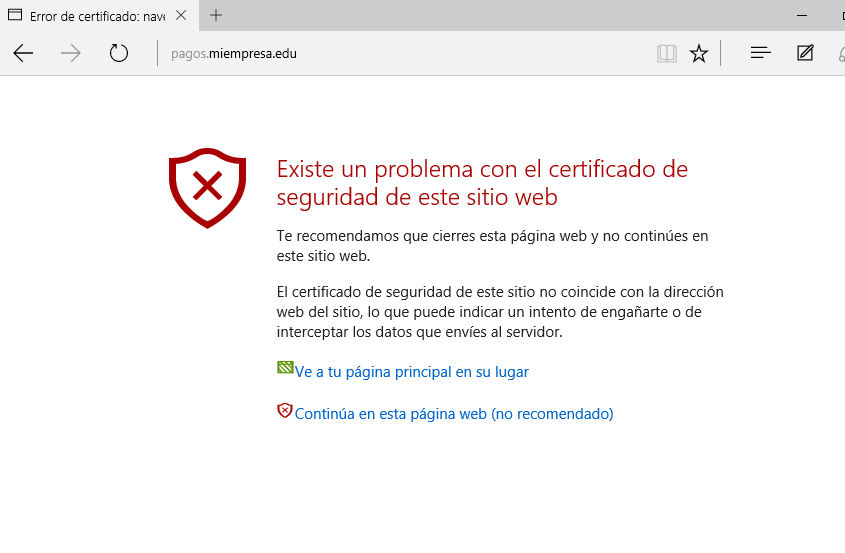 Error de certificado: nave
pagos.miempresa.edu
Existe un problema con el certificado de
seguridad de este sitio web
Te recomendamos que cierres esta página web y no continúes en
este sitio web.
El certificado de seguridad de este sitio no coincide con la dirección
web del sitio, lo que puede indicar un intento de engañarte o de
interceptar los datos que envíes al servidor.
Ve a tu página principal en su lugar
Continúa en esta página web (no recomendado)